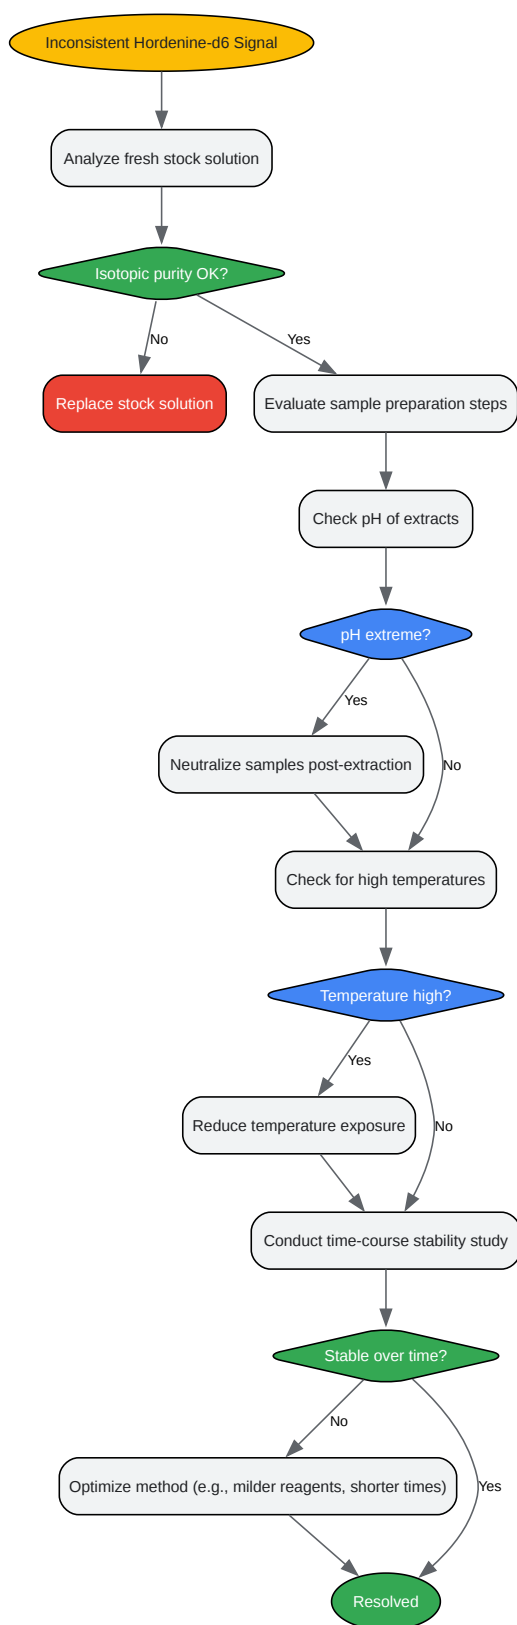 Inconsistent Hordenine-d6 Signal
Analyze fresh stock solution
Isotopic purity OK?
No
Yes
Replace stock solution
Evaluate sample preparation steps
Check pH of extracts
pH extreme?
Yes
Neutralize samples post-extraction
No
Check for high temperatures
Temperature high?
Yes
Reduce temperature exposure
No
Conduct time-course stability study
Stable over time?
No
Optimize method (e.g., milder reagents, shorter times)
Yes
Resolved